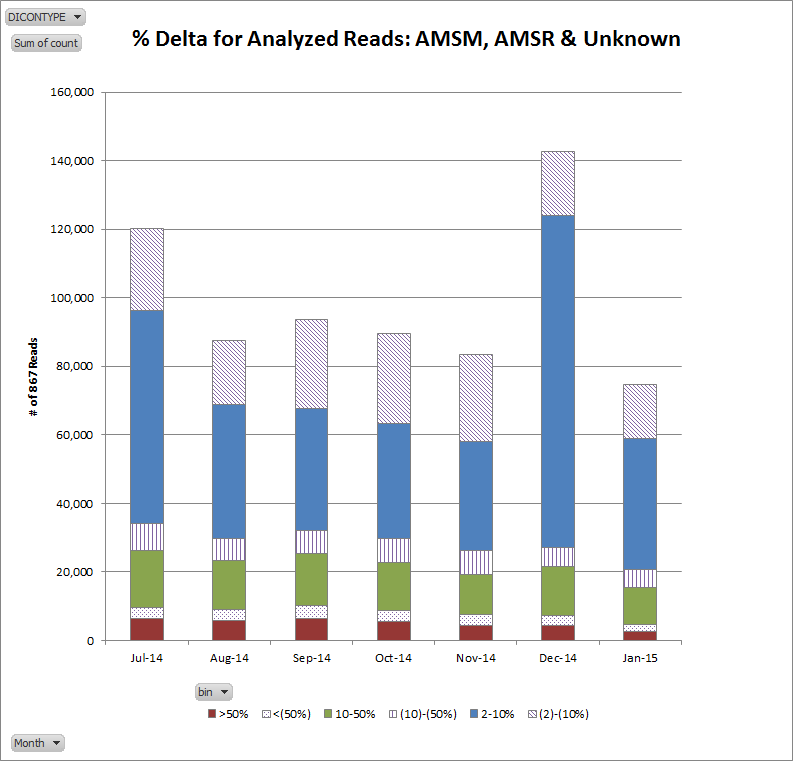 DICONTYPE
Sum of count
% Delta for Analyzed Reads: AMSM, AMSR & Unknown
160,000
140,000
120,000
100,000
80,000
60,000
40,000
20,000
0
# of 867 Reads
Jul-14 Aug-14 Sep-14 Oct-14 Nov-14 Dec-14 Jan-15
bin
>50% <(50%) 10-50% (10)-(50%) 2-10% (2)-(10%)
Month